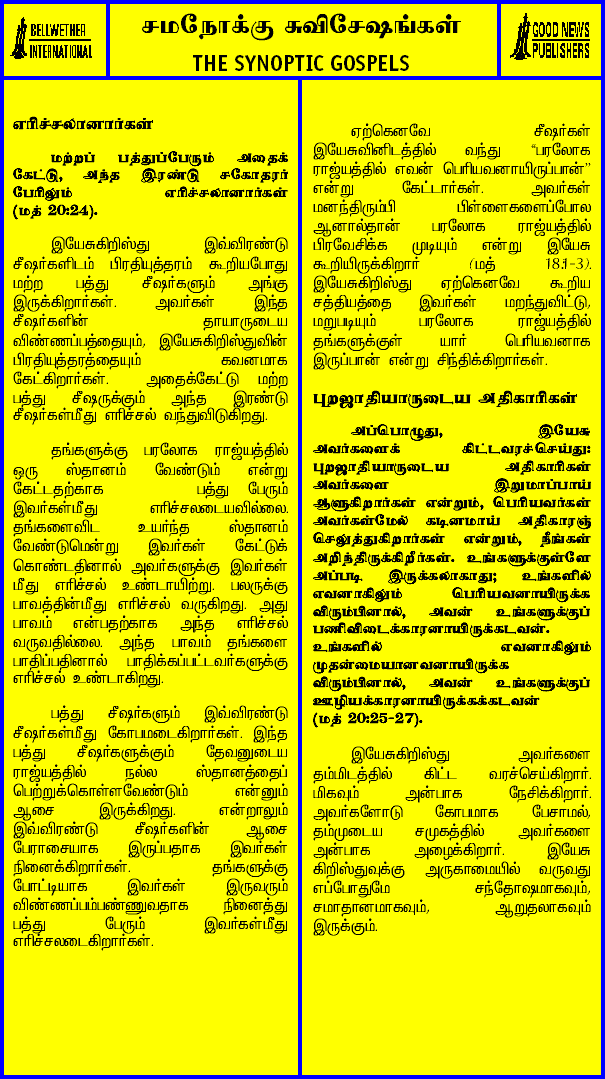 BELLWETHER
INTERNATIONAL
சமநோக்கு சுவிசேஷங்கள்
THE SYNOPTIC GOSPELS
GOOD NEWS
PUBLISHERS
எரிச்சலானார்கள்
மற்றப் பத்துப்பேரும் அதைக்
கேட்டு, அந்த இரண்டு சகோதரர்
பேரிலும் எரிச்சலானார்கள்
(மத் 20:24).
இயேசுகிறிஸ்து இவ்விரண்டு
சீஷர்களிடம் பிரதியுத்தரம் கூறியபோது
மற்ற பத்து சீஷர்களும் அங்கு
இருக்கிறார்கள். அவர்கள் இந்த
சீஷர்களின் தாயாருடைய
விண்ணப்பத்தையும், இயேசுகிறிஸ்துவின்
பிரதியுத்தரத்தையும் கவனமாக
கேட்கிறார்கள். அதைக்கேட்டு மற்ற
பத்து சீஷருக்கும் அந்த இரண்டு
சீஷர்கள்மீது எரிச்சல் வந்துவிடுகிறது.
தங்களுக்கு பரலோக ராஜ்யத்தில்
ஒரு ஸ்தானம் வேண்டும் என்று
கேட்டதற்காக பத்து பேரும்
இவர்கள்மீது எரிச்சலடையவில்லை.
தங்களைவிட உயர்ந்த ஸ்தானம்
வேண்டுமென்று இவர்கள் கேட்டுக்
கொண்டதினால் அவர்களுக்கு இவர்கள்
மீது எரிச்சல் உண்டாயிற்று. பலருக்கு
பாவத்தின்மீது எரிச்சல் வருகிறது. அது
பாவம் என்பதற்காக அந்த எரிச்சல்
வருவதில்லை. அந்த பாவம் தங்களை
பாதிப்பதினால் பாதிக்கப்பட்டவர்களுக்கு
எரிச்சல் உண்டாகிறது.
பத்து சீஷர்களும் இவ்விரண்டு
சீஷர்கள்மீது கோபமடைகிறார்கள். இந்த
பத்து சீஷர்களுக்கும் தேவனுடைய
ராஜ்யத்தில் நல்ல ஸ்தானத்தைப்
பெற்றுக்கொள்ளவேண்டும் என்னும்
ஆசை இருக்கிறது. என்றாலும்
இவ்விரண்டு சீஷர்களின் ஆசை
பேராசையாக இருப்பதாக இவர்கள்
நினைக்கிறார்கள். தங்களுக்கு
போட்டியாக இவர்கள் இருவரும்
விண்ணப்பம்பண்ணுவதாக நினைத்து
பத்து பேரும் இவர்கள்மீது
எரிச்சலடைகிறார்கள்.
ஏற்கெனவே சீஷர்கள்
இயேசுவினிடத்தில் வந்து "பரலோக
ராஜ்யத்தில் எவன் பெரியவனாயிருப்பான்"
என்று கேட்டார்கள். அவர்கள்
மனந்திரும்பி பிள்ளைகளைப்போல
ஆனால்தான் பரலோக ராஜ்யத்தில்
பிரவேசிக்க முடியும் என்று இயேசு
கூறியிருக்கிறார் (மத் 18:1-3).
இயேசுகிறிஸ்து ஏற்கெனவே கூறிய
சத்தியத்தை இவர்கள் மறந்துவிட்டு,
மறுபடியும் பரலோக ராஜ்யத்தில்
தங்களுக்குள் யார் பெரியவனாக
இருப்பான் என்று சிந்திக்கிறார்கள்.
புறஜாதியாருடைய அதிகாரிகள்
அப்பொழுது, இயேசு
அவர்களைக் கிட்டவரச்செய்து:
புறஜாதியாருடைய அதிகாரிகள்
அவர்களை இறுமாப்பாய்
ஆளுகிறார்கள் என்றும், பெரியவர்கள்
அவர்கள்மேல் கடினமாய் அதிகாரஞ்
செலுத்துகிறார்கள் என்றும், நீங்கள்
அறிந்திருக்கிறீர்கள். உங்களுக்குள்ளே
அப்படி இருக்கலாகாது; உங்களில்
எவனாகிலும் பெரியவனாயிருக்க
விரும்பினால், அவன் உங்களுக்குப்
பணிவிடைக்காரனாயிருக்கடவன்.
உங்களில் எவனாகிலும்
முதன்மையானவனாயிருக்க
விரும்பினால், அவன் உங்களுக்குப்
ஊழியக்காரனாயிருக்கக்கடவன்
(மத் 20:25-27).
இயேசுகிறிஸ்து அவர்களை
தம்மிடத்தில் கிட்ட வரச்செய்கிறார்.
மிகவும் அன்பாக நேசிக்கிறார்.
அவர்களோடு கோபமாக பேசாமல்,
தம்முடைய சமுகத்தில் அவர்களை
அன்பாக அழைக்கிறார். இயேசு
கிறிஸ்துவுக்கு அருகாமையில் வருவது
எப்போதுமே சந்தோஷமாகவும்,
சமாதானமாகவும், ஆறுதலாகவும்
இருக்கும்.